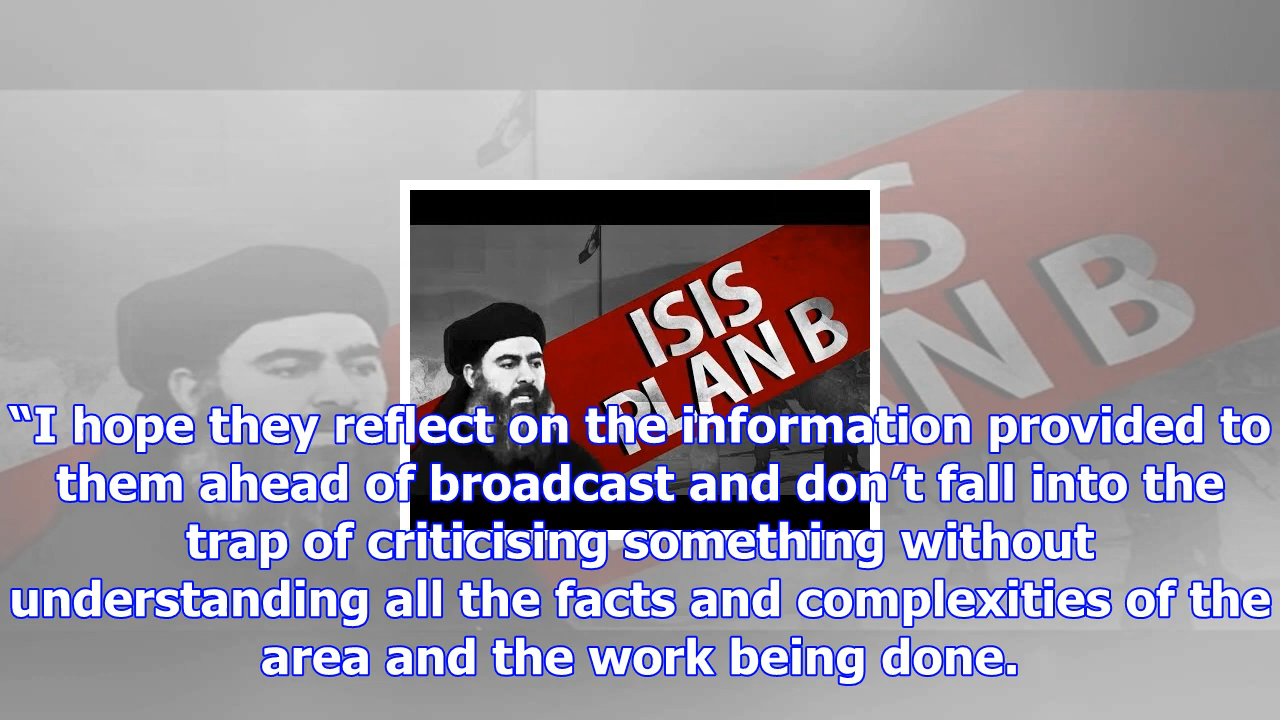 ISIS
PLAN B
S
N B
“I hope they reflect on the information provided to
them ahead of broadcast and don’t fall into the
trap of criticising something without
understanding all the facts and complexities of the
area and the work being done.